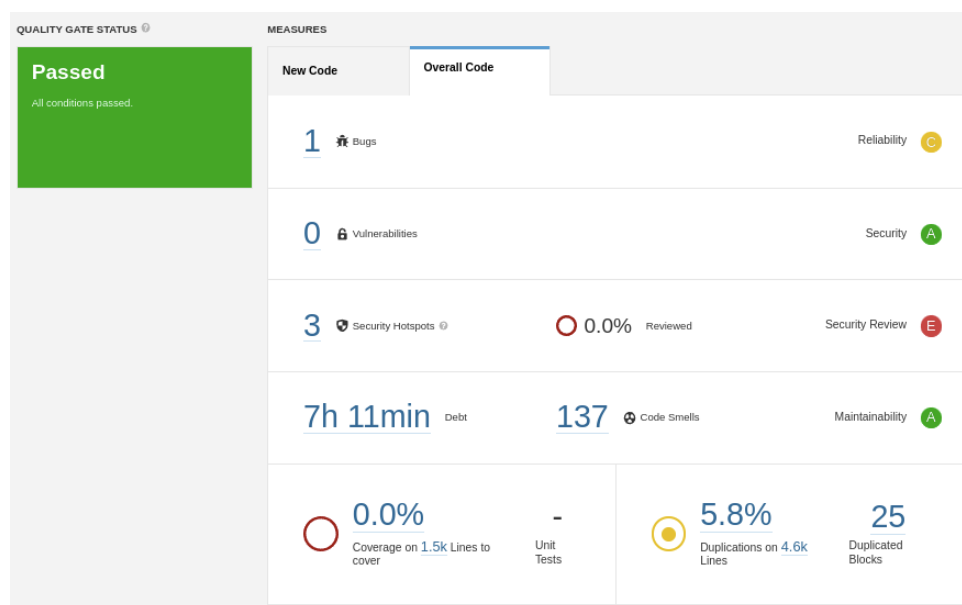 QUALITY GATE STATUS
MEASURES
Passed
All conditions passed.
New Code
Overall Code
1 Bugs
Reliability C
0 Vulnerabilities
Security A
3 Security Hotspots
0.0% Reviewed
Security Review E
7h 11min Debt
137 Code Smells
Maintainability A
0.0%
Coverage on 1.5k Lines to
cover
-
Unit
Tests
5.8%
Duplications on 4.6k
Lines
25
Duplicated
Blocks